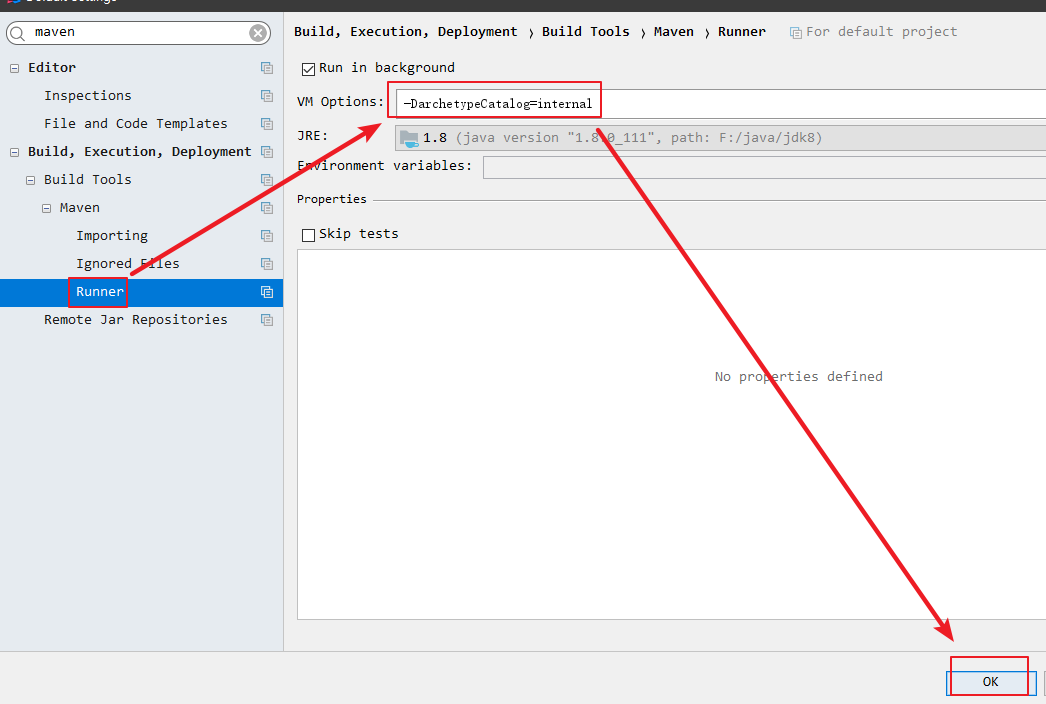 Default Settings
maven
Editor
Inspections
File and Code Templates
Build, Execution, Deployment
Build Tools
Maven
Importing
Ignored Files
Runner
Remote Jar Repositories
Build, Execution, Deployment › Build Tools › Maven › Runner For default project
Run in background
VM Options: -DarchetypeCatalog=internal
JRE: 1.8 (java version "1.8.0_111", path: F:/java/jdk8)
Environment variables:
Properties
Skip tests
No properties defined
OK